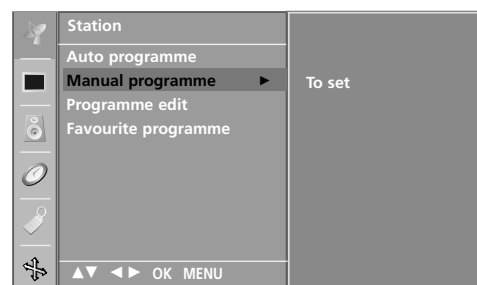 Station
Auto programme
Manual programme ► To set
Programme edit
Favourite programme
▲▼ ◄► OK MENU